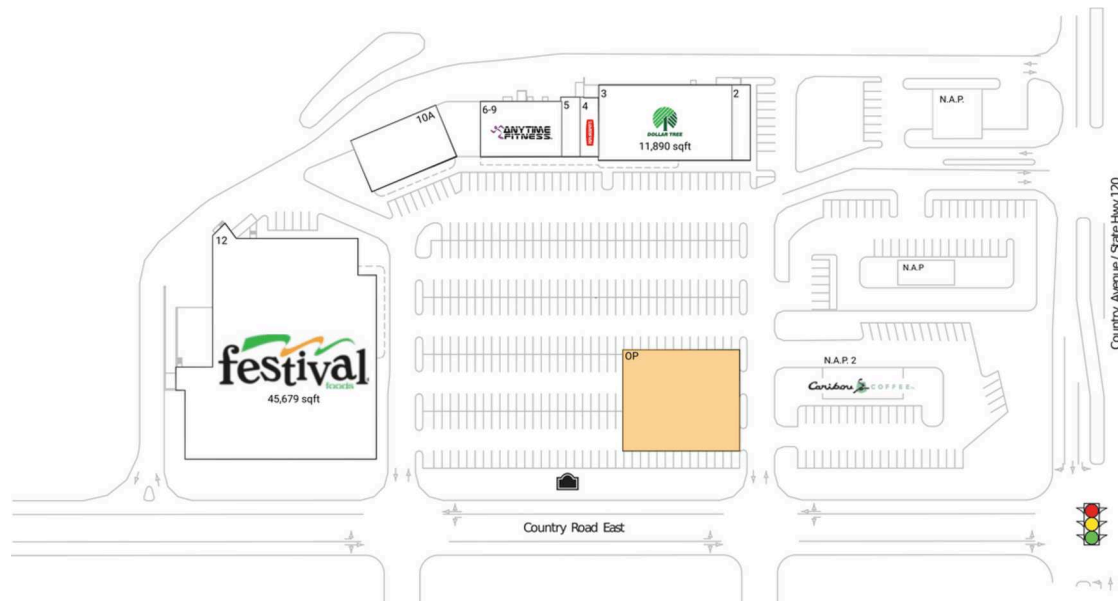 N.A.P.
6-9
5
4
3
2
10A
ANYTIME
FITNESS
DOLLAR TREE
11,890 sqft
12
N.A.P
Country Avenue / State Hwy 120
festival
foods
45,679 sqft
OP
N.A.P. 2
Caribou COFFEE
Country Road East